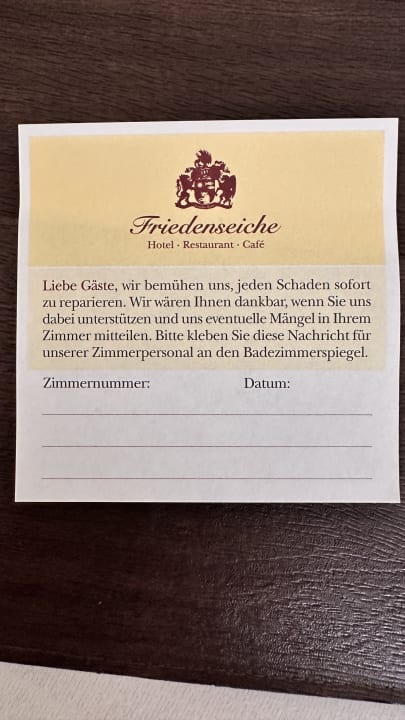 Friedenseiche
Hotel · Restaurant · Café
Liebe Gäste, wir bemühen uns, jeden Schaden sofort
zu reparieren. Wir wären Ihnen dankbar, wenn Sie uns
dabei unterstützen und uns eventuelle Mängel in Ihrem
Zimmer mitteilen. Bitte kleben Sie diese Nachricht für
unserer Zimmerpersonal an den Badezimmerspiegel.
Zimmernummer: Datum: